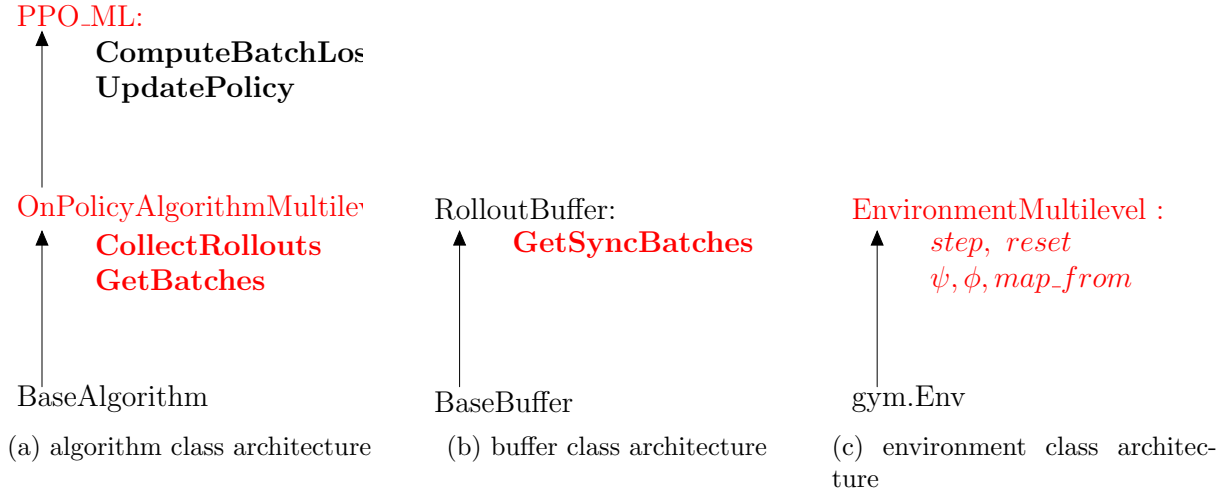 PPO_ML:
ComputeBatchLos
UpdatePolicy
OnPolicyAlgorithmMultilev
CollectRollouts
GetBatches
BaseAlgorithm
(a) algorithm class architecture
RolloutBuffer:
GetSyncBatches
BaseBuffer
(b) buffer class architecture
EnvironmentMultilevel :
step, reset
ψ, ϕ, map_from
gym.Env
(c) environment class architec-
ture